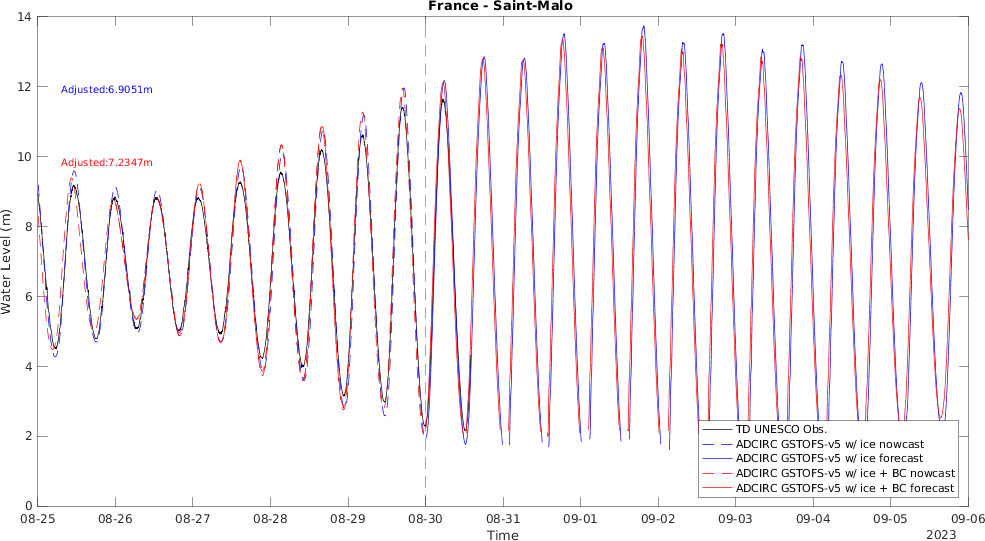 France - Saint-Malo
14
12
10
8
6
4
2
0
Water Level (m)
Adjusted:6.9051m
Adjusted:7.2347m
TD UNESCO Obs.
ADCIRC GSTOFS-v5 w/ ice nowcast
ADCIRC GSTOFS-v5 w/ ice forecast
ADCIRC GSTOFS-v5 w/ ice + BC nowcast
ADCIRC GSTOFS-v5 w/ ice + BC forecast
08-25 08-26 08-27 08-28 08-29 08-30 08-31 09-01 09-02 09-03 09-04 09-05 09-06
Time
2023